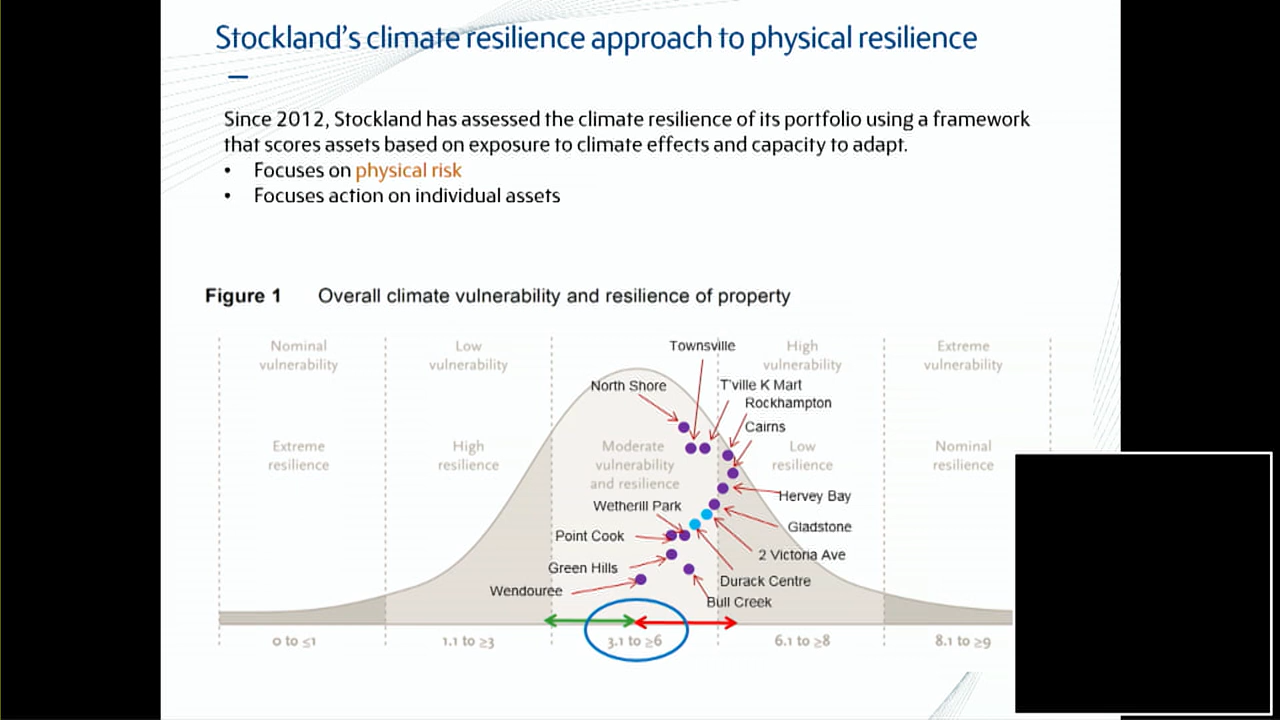 Stockland's climate resilience approach to physical resilience
Since 2012, Stockland has assessed the climate resilience of its portfolio using a framework
that scores assets based on exposure to climate effects and capacity to adapt.
• Focuses on physical risk
• Focuses action on individual assets
Figure 1 Overall climate vulnerability and resilience of property
Nominal
vulnerability
Low
vulnerability
Townsville
High
vulnerability
Extreme
vulnerability
North Shore
T'ville K Mart
Rockhampton
Cairns
Extreme
resilience
High
resilience
Moderate
vulnerability
and resilience
Low
resilience
Nominal
resilience
Hervey Bay
Wetherill Park
Gladstone
Point Cook
2 Victoria Ave
Green Hills
Durack Centre
Wendouree
Bull Creek
0 to ≤1
1.1 to ≥3
3.1 to ≥6
6.1 to ≥8
8.1 to ≥9